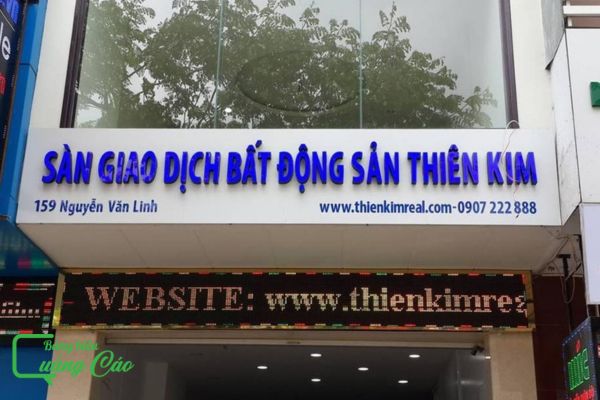 SÀN GIAO DỊCH BẤT ĐỘNG SẢN THIÊN KIM
159 Nguyễn Văn Linh
www.thienkimreal.com-0907 222 888
WEBSITE: www.thienkimrea
Quảng Cáo